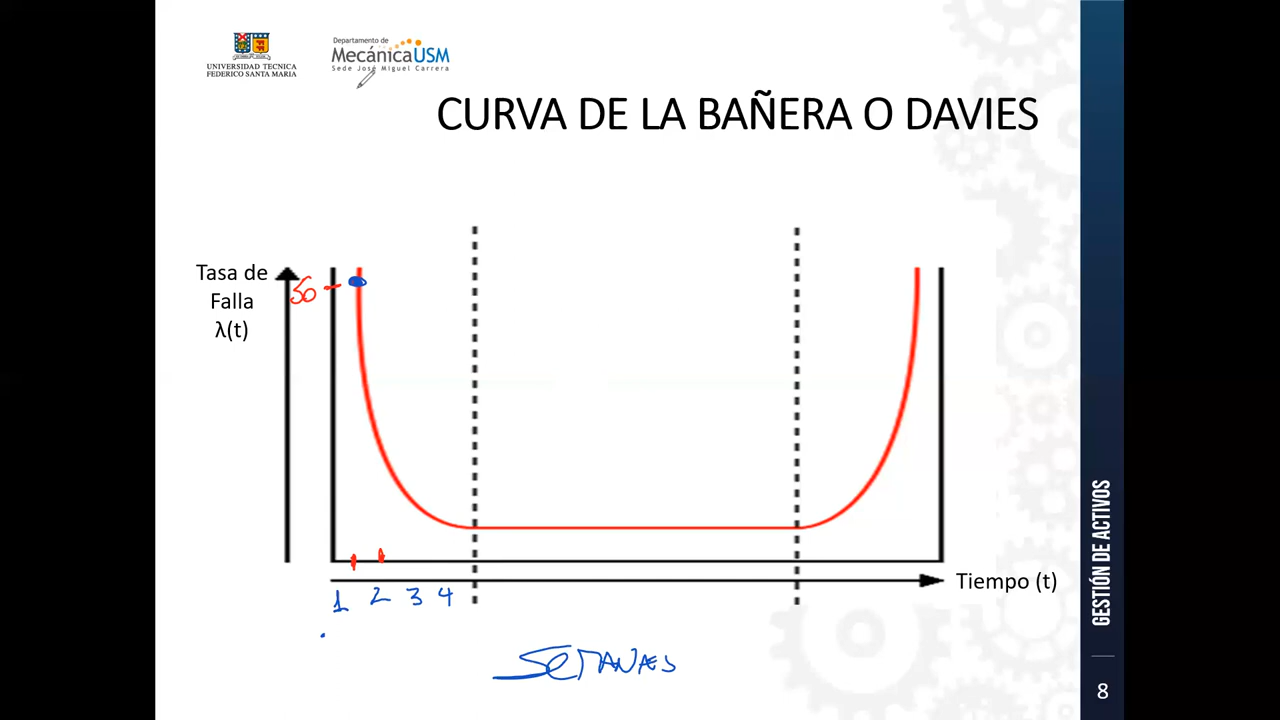 UNIVERSIDAD TECNICA
FEDERICO SANTA MARIA
Departamento de
MecánicaUSM
Sede José Miguel Carrera
CURVA DE LA BAÑERA O DAVIES
Tasa de
Falla
λ(t)
50
Tiempo (t)
1 2 3 4
SEMANAS
GESTIÓN DE ACTIVOS
8